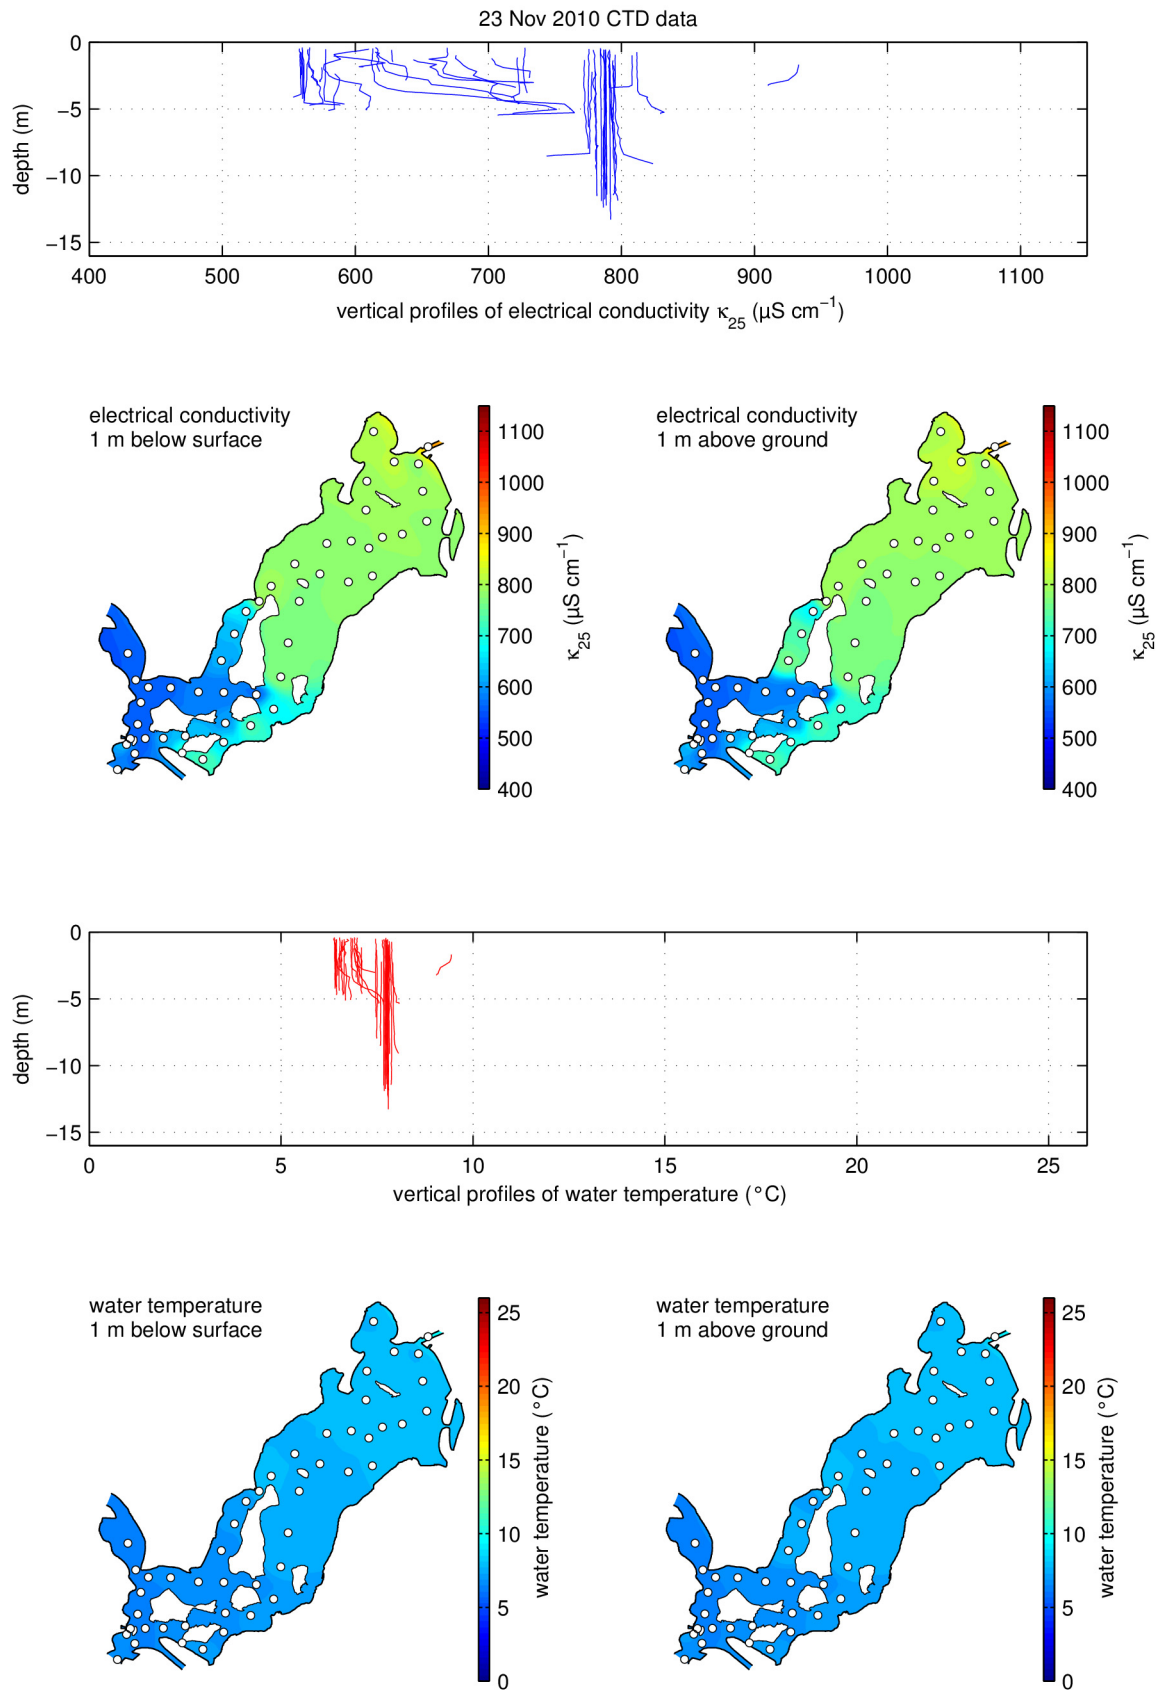 23 Nov 2010 CTD data
0
−5
−10
−15
depth (m)
400 500 600 700 800 900 1000 1100
vertical profiles of electrical conductivity κ25 (µS cm−1)
electrical conductivity
1 m below surface
1100
1000
900
800
700
600
500
400
κ25 (µS cm−1)
electrical conductivity
1 m above ground
1100
1000
900
800
700
600
500
400
κ25 (µS cm−1)
0
−5
−10
−15
depth (m)
0 5 10 15 20 25
vertical profiles of water temperature (°C)
water temperature
1 m below surface
25
20
15
10
5
0
water temperature (°C)
water temperature
1 m above ground
25
20
15
10
5
0
water temperature (°C)